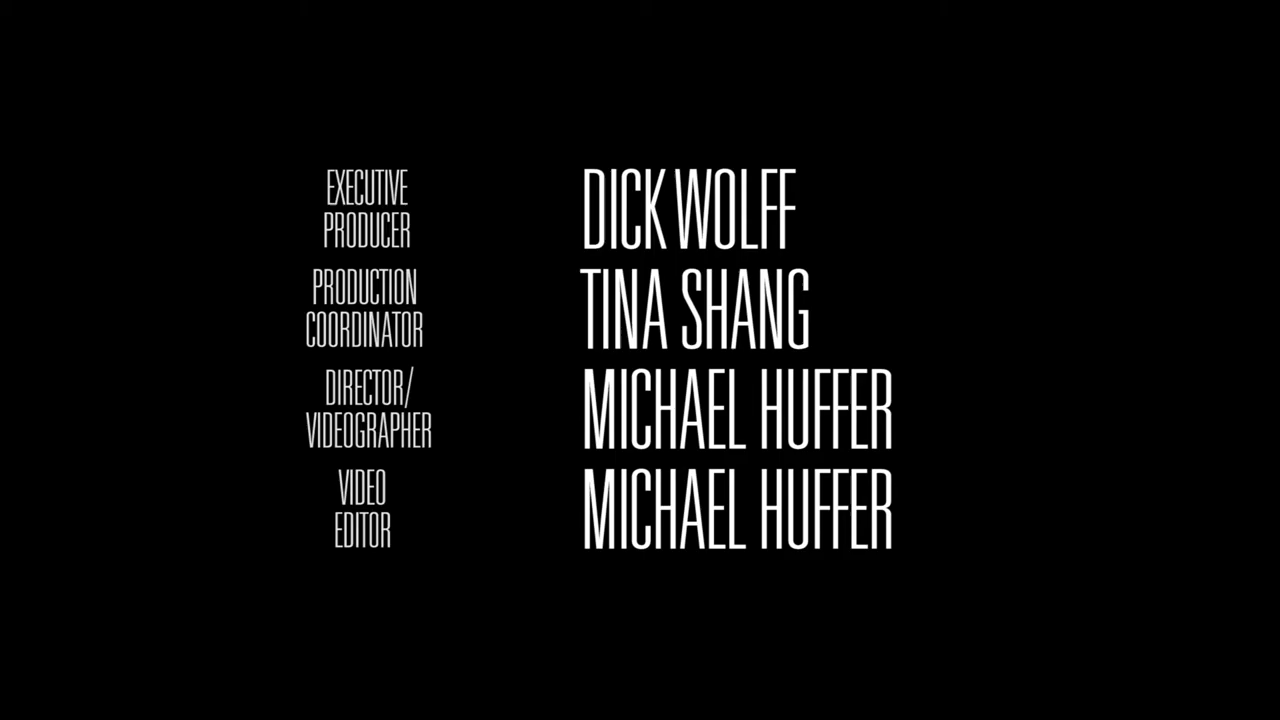 EXECUTIVE
PRODUCER
DICK WOLFF
PRODUCTION
COORDINATOR
TINA SHANG
DIRECTOR/
VIDEOGRAPHER
MICHAEL HUFFER
VIDEO
EDITOR
MICHAEL HUFFER